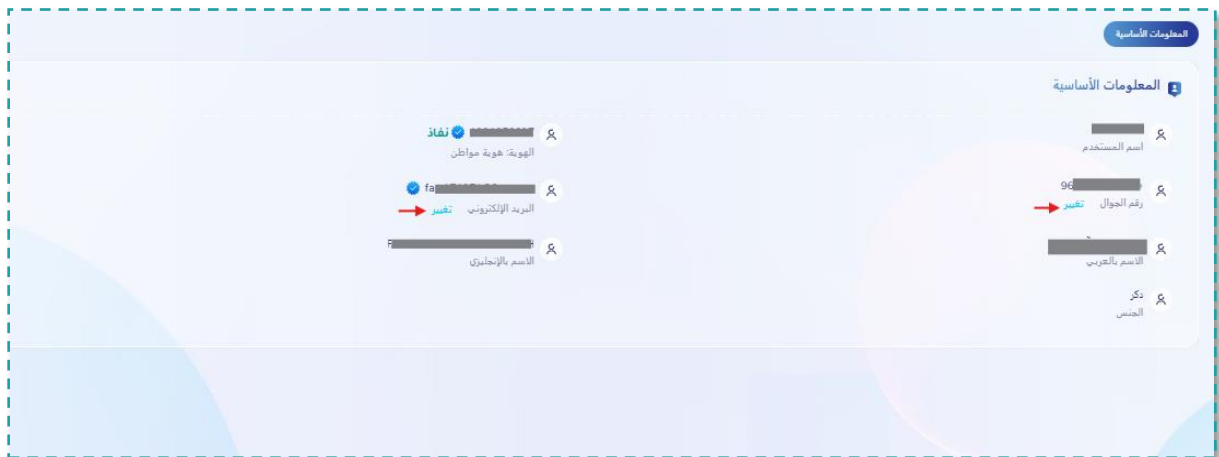 المعلومات الأساسية
المعلومات الأساسية
اسم المستخدم
نفاذ
الهوية: هوية مواطن
96
رقم الجوال تغيير
fa
البريد الإلكتروني تغيير
الاسم بالعربي
F
الاسم بالإنجليزي
ذكر
الجنس